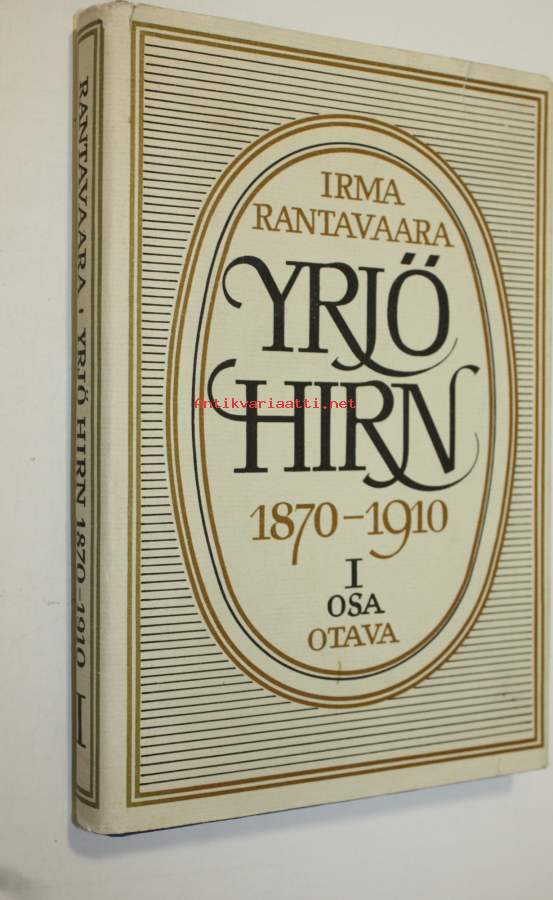 RANTAVAARA · YRJÖ HIRN 1870–1910 I
IRMA
RANTAVAARA
YRJÖ
HIRN
Antikvariaatti.net
1870–1910
I
OSA
OTAVA